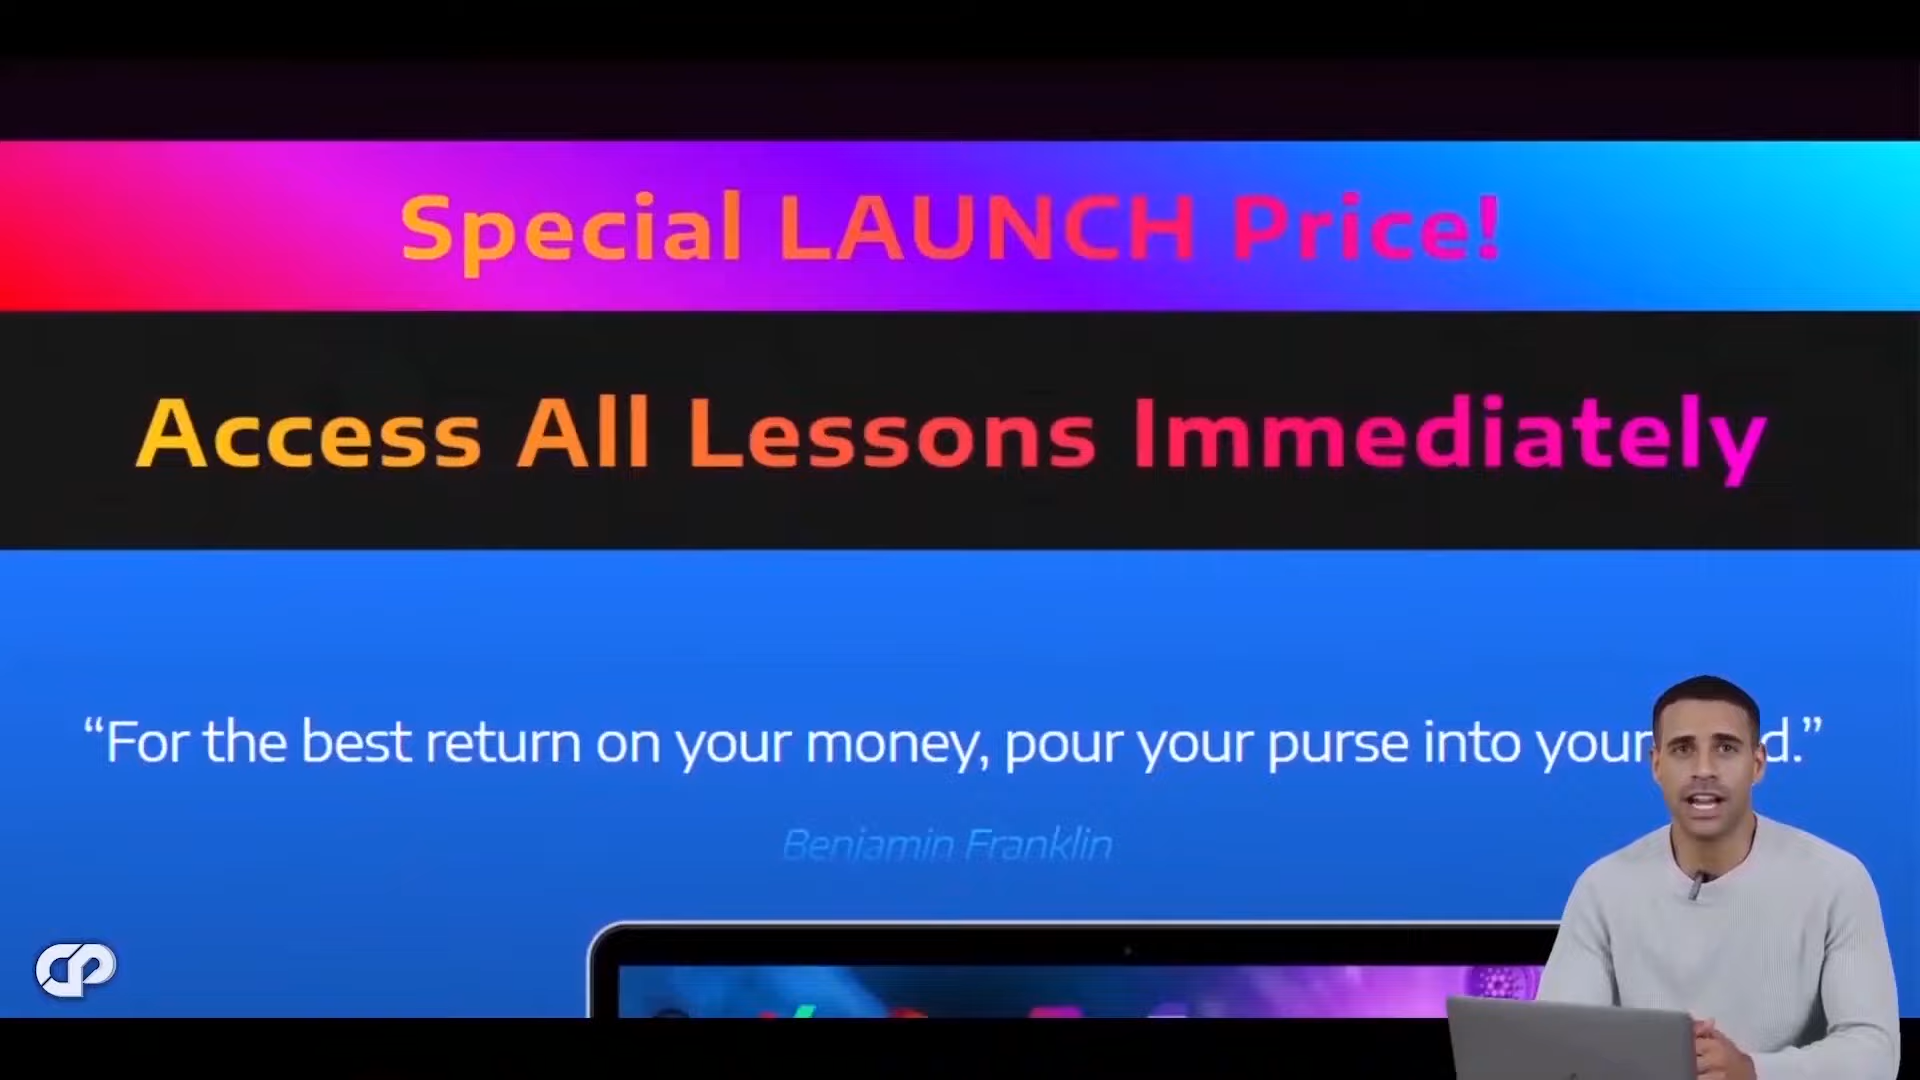 Special LAUNCH Price!
Access All Lessons Immediately
“For the best return on your money, pour your purse into your d.”
Benjamin Franklin